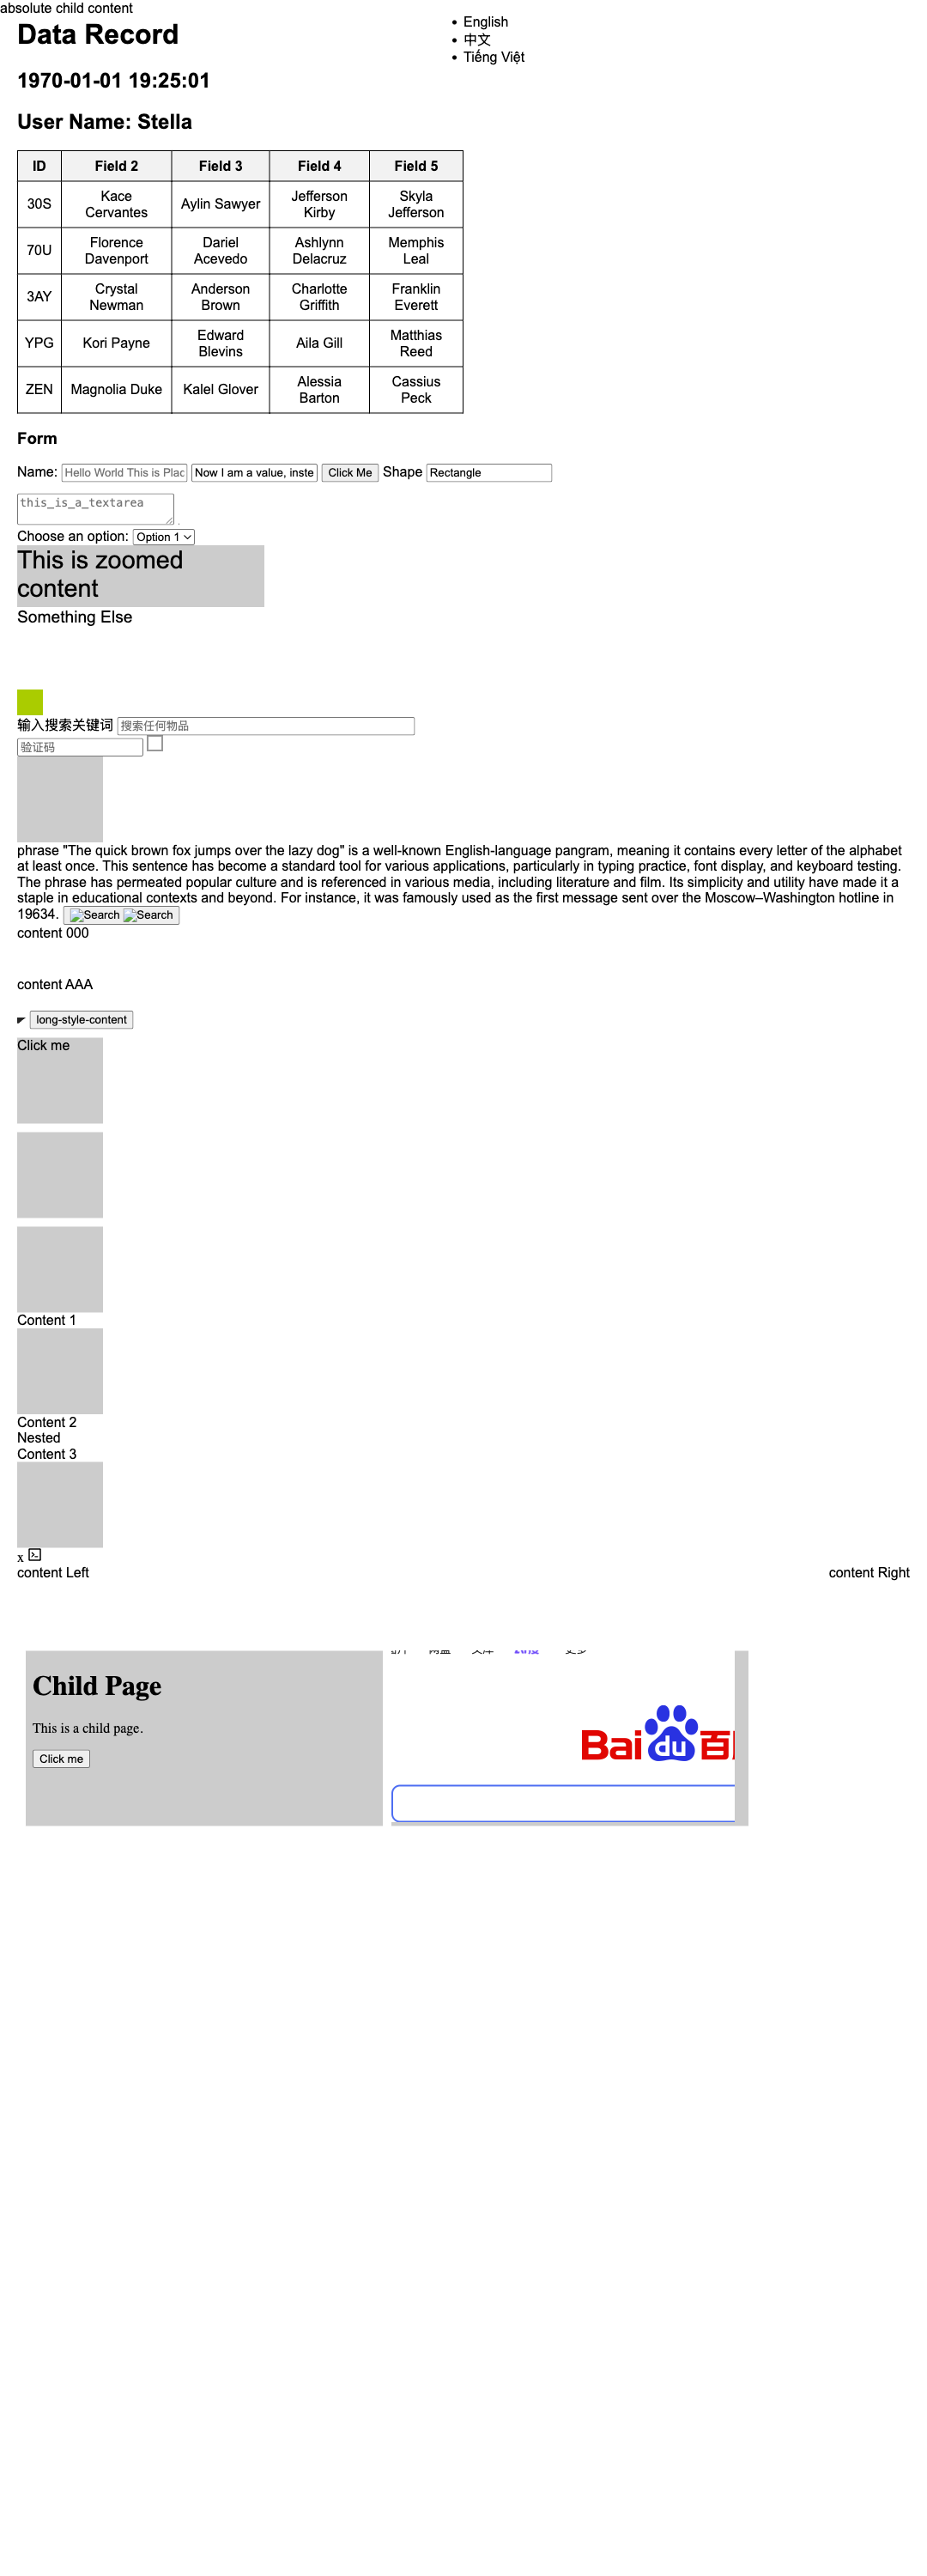 absolute child content
English
中文
Tiếng Việt
Data Record
1970-01-01 19:25:01
User Name: Stella
ID Field 2 Field 3 Field 4 Field 5
30S Kace Cervantes Aylin Sawyer Jefferson Kirby Skyla Jefferson
70U Florence Davenport Dariel Acevedo Ashlynn Delacruz Memphis Leal
3AY Crystal Newman Anderson Brown Charlotte Griffith Franklin Everett
YPG Kori Payne Edward Blevins Aila Gill Matthias Reed
ZEN Magnolia Duke Kalel Glover Alessia Barton Cassius Peck
Form
Name: Hello World This is Plac Now I am a value, inste Click Me Shape Rectangle
this_is_a_textarea
Choose an option: Option 1
This is zoomed
content
Something Else
输入搜索关键词 搜索任何物品
验证码
phrase "The quick brown fox jumps over the lazy dog" is a well-known English-language pangram, meaning it contains every letter of the alphabet
at least once. This sentence has become a standard tool for various applications, particularly in typing practice, font display, and keyboard testing.
The phrase has permeated popular culture and is referenced in various media, including literature and film. Its simplicity and utility have made it a
staple in educational contexts and beyond. For instance, it was famously used as the first message sent over the Moscow–Washington hotline in
19634. Search Search
content 000
content AAA
long-style-content
Click me
Content 1
Content 2
Nested
Content 3
x
content Left content Right
Child Page
This is a child page.
Click me
Bai du 百